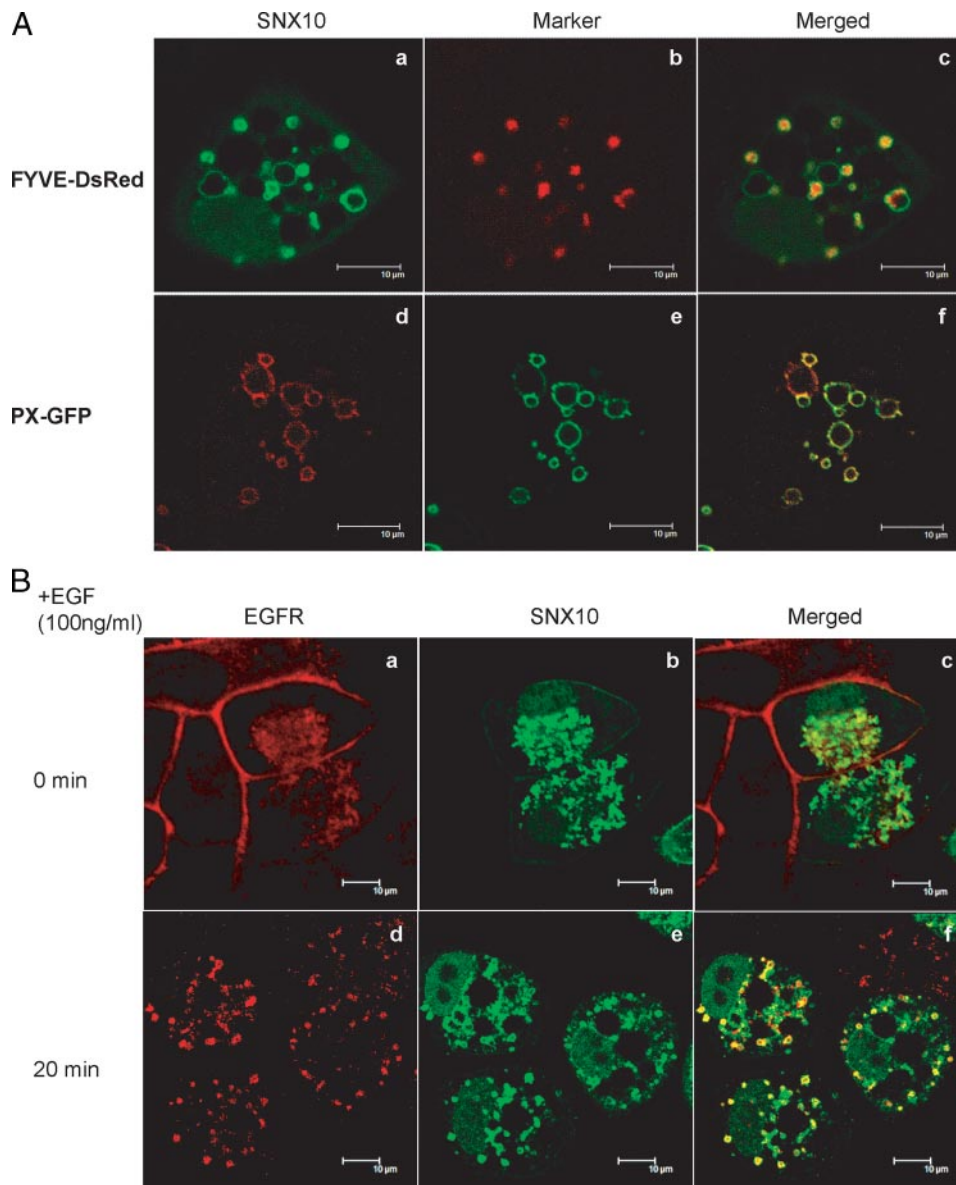 A
SNX10 Marker Merged
FYVE-DsRed
a b c
10 µm 10 µm 10 µm
PX-GFP
d e f
10 µm 10 µm 10 µm
B
+EGF
(100ng/ml)
EGFR SNX10 Merged
0 min
a b c
10 µm 10 µm 10 µm
20 min
d e f
10 µm 10 µm 10 µm